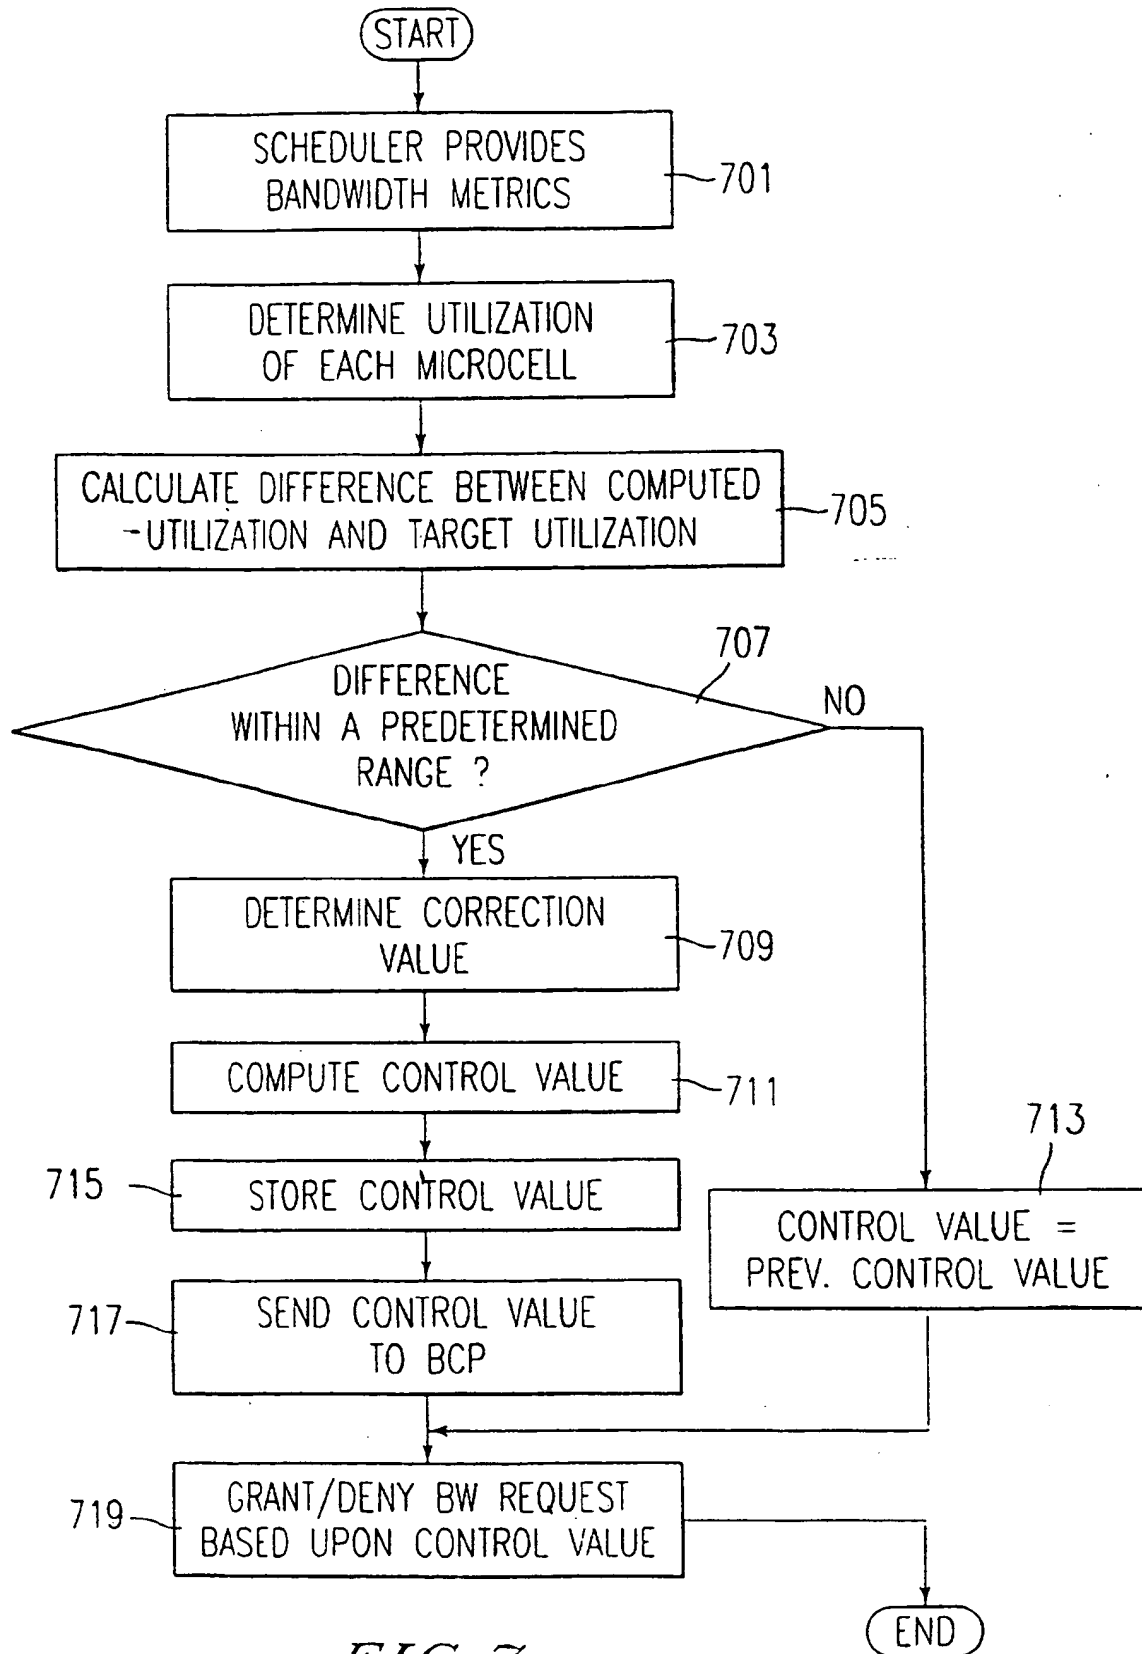 START
SCHEDULER PROVIDES
BANDWIDTH METRICS
701
DETERMINE UTILIZATION
OF EACH MICROCELL
703
CALCULATE DIFFERENCE BETWEEN COMPUTED
-UTILIZATION AND TARGET UTILIZATION
705
707
DIFFERENCE
WITHIN A PREDETERMINED
RANGE ?
NO
YES
DETERMINE CORRECTION
VALUE
709
COMPUTE CONTROL VALUE
711
713
715
STORE CONTROL VALUE
CONTROL VALUE =
PREV. CONTROL VALUE
717
SEND CONTROL VALUE
TO BCP
719
GRANT/DENY BW REQUEST
BASED UPON CONTROL VALUE
END
FIG. 7